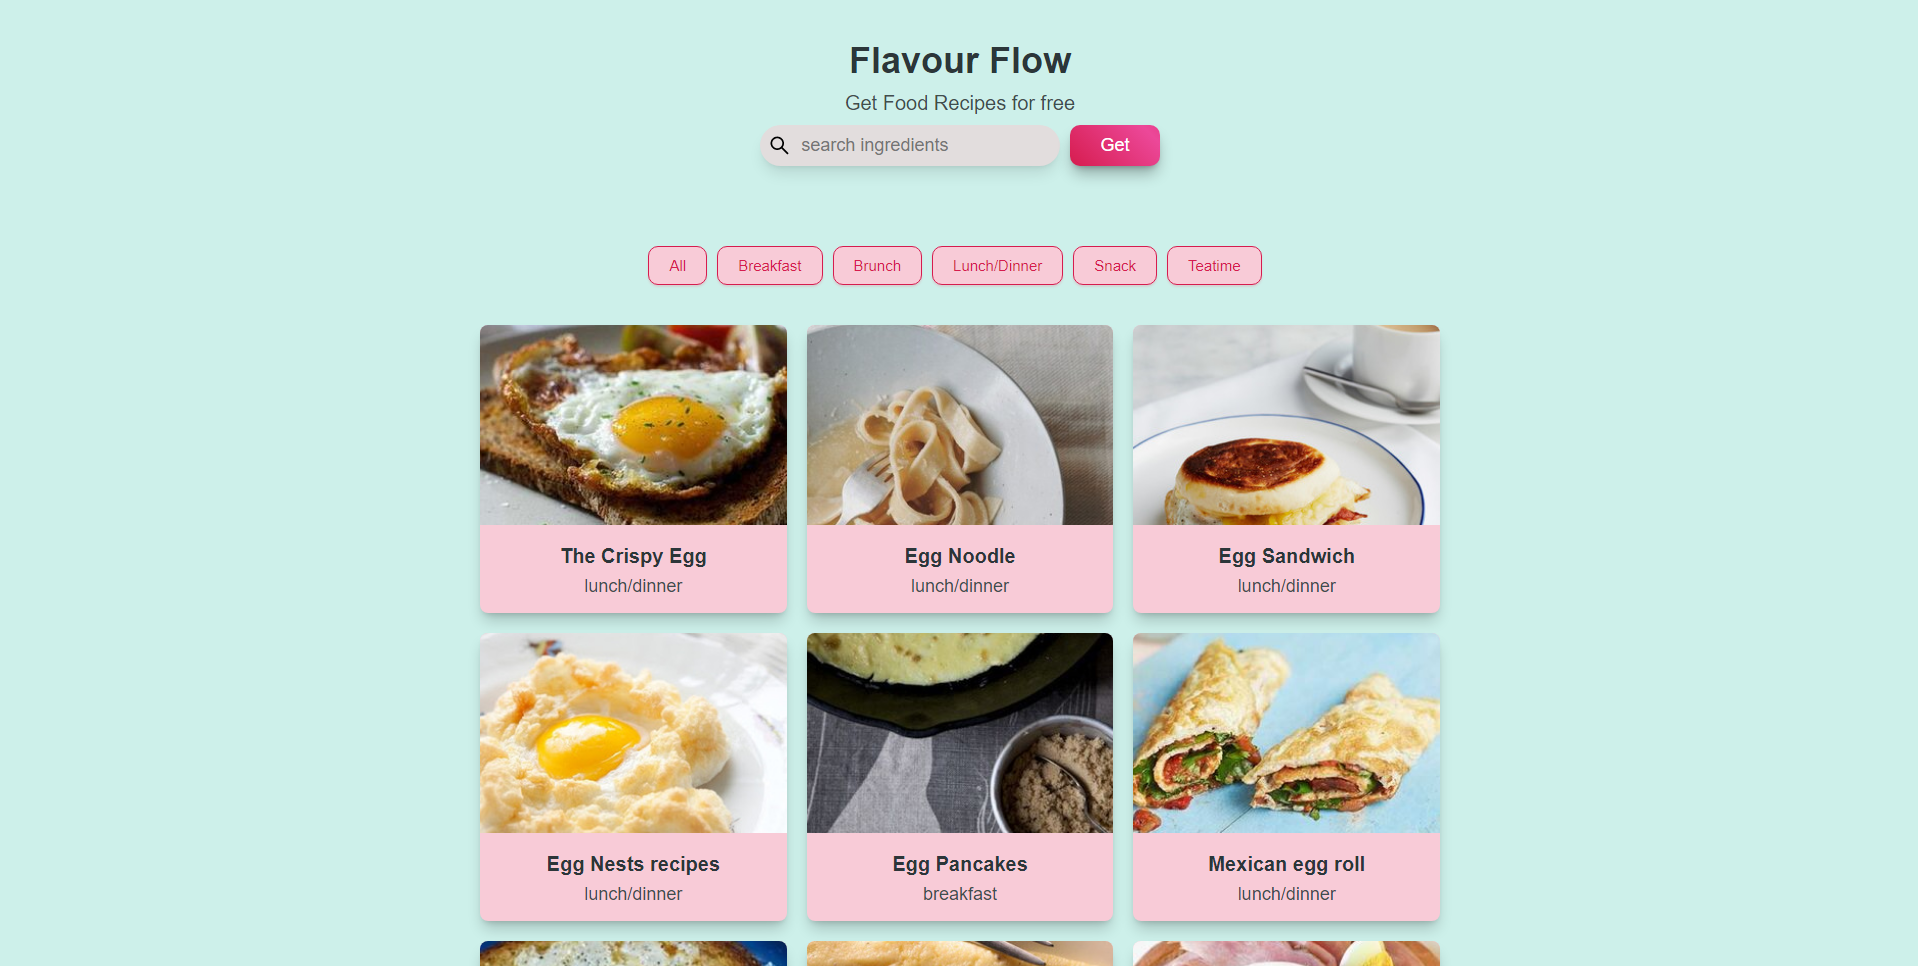 Flavour Flow
Get Food Recipes for free
search ingredients
Get
All
Breakfast
Brunch
Lunch/Dinner
Snack
Teatime
The Crispy Egg
lunch/dinner
Egg Noodle
lunch/dinner
Egg Sandwich
lunch/dinner
Egg Nests recipes
lunch/dinner
Egg Pancakes
breakfast
Mexican egg roll
lunch/dinner